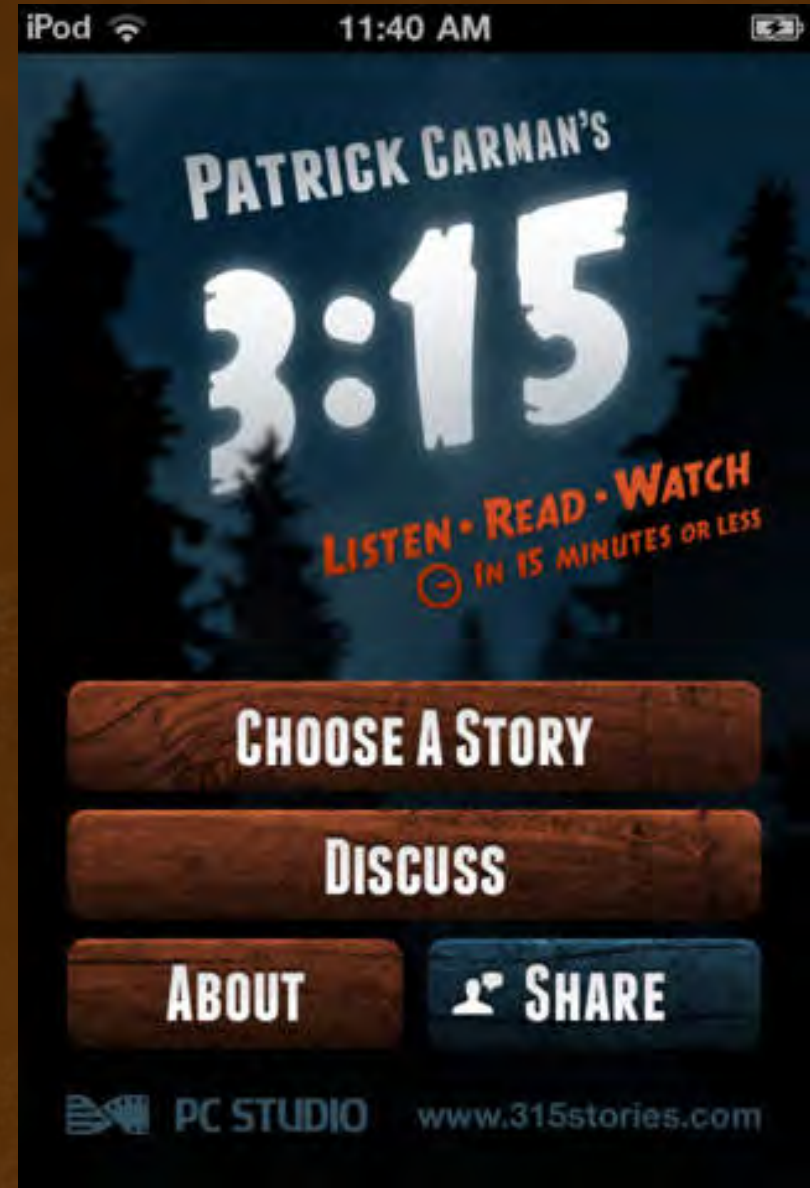 iPod 11:40 AM
PATRICK CARMAN'S
3:15
LISTEN • READ • WATCH
IN 15 MINUTES OR LESS
CHOOSE A STORY
DISCUSS
ABOUT SHARE
PC STUDIO www.315stories.com